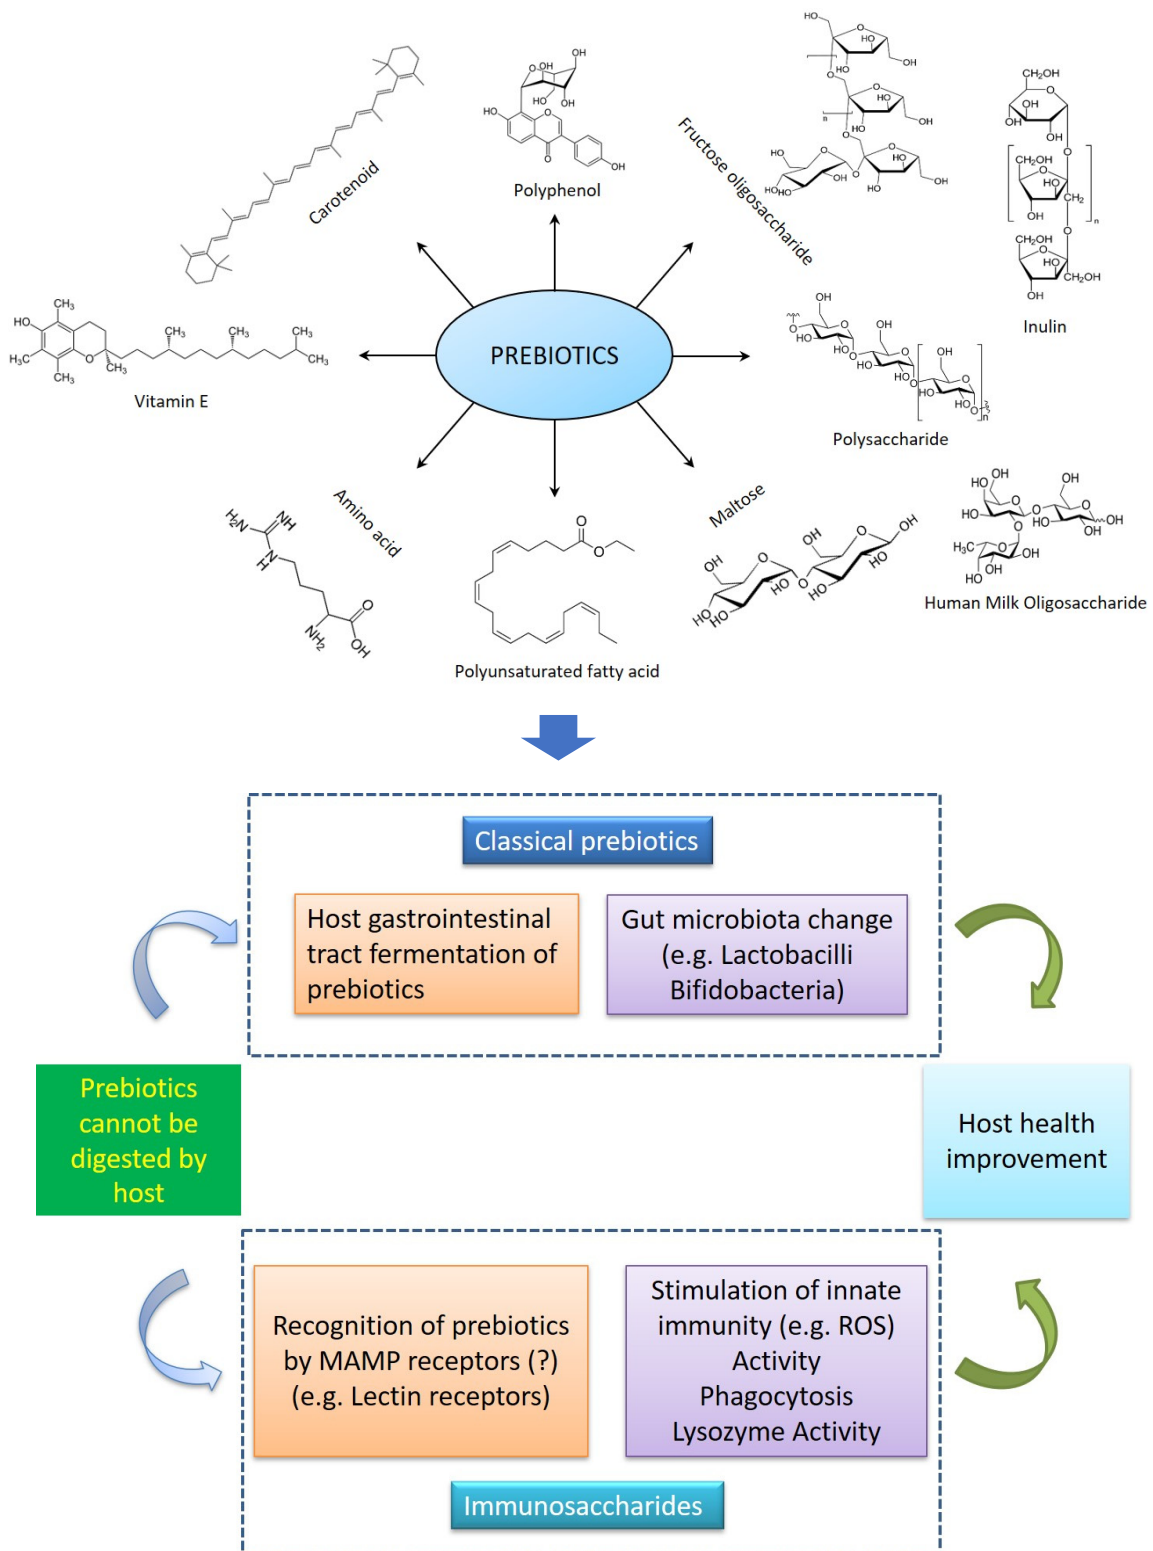 Carotenoid
Polyphenol
Fructose oligosaccharide
Inulin
Vitamin E
PREBIOTICS
Polysaccharide
Amino acid
Polyunsaturated fatty acid
Maltose
Human Milk Oligosaccharide
Classical prebiotics
Host gastrointestinal
tract fermentation of
prebiotics
Gut microbiota change
(e.g. Lactobacilli
Bifidobacteria)
Prebiotics
cannot be
digested by
host
Host health
improvement
Recognition of prebiotics
by MAMP receptors (?)
(e.g. Lectin receptors)
Stimulation of innate
immunity (e.g. ROS)
Activity
Phagocytosis
Lysozyme Activity
Immunosaccharides